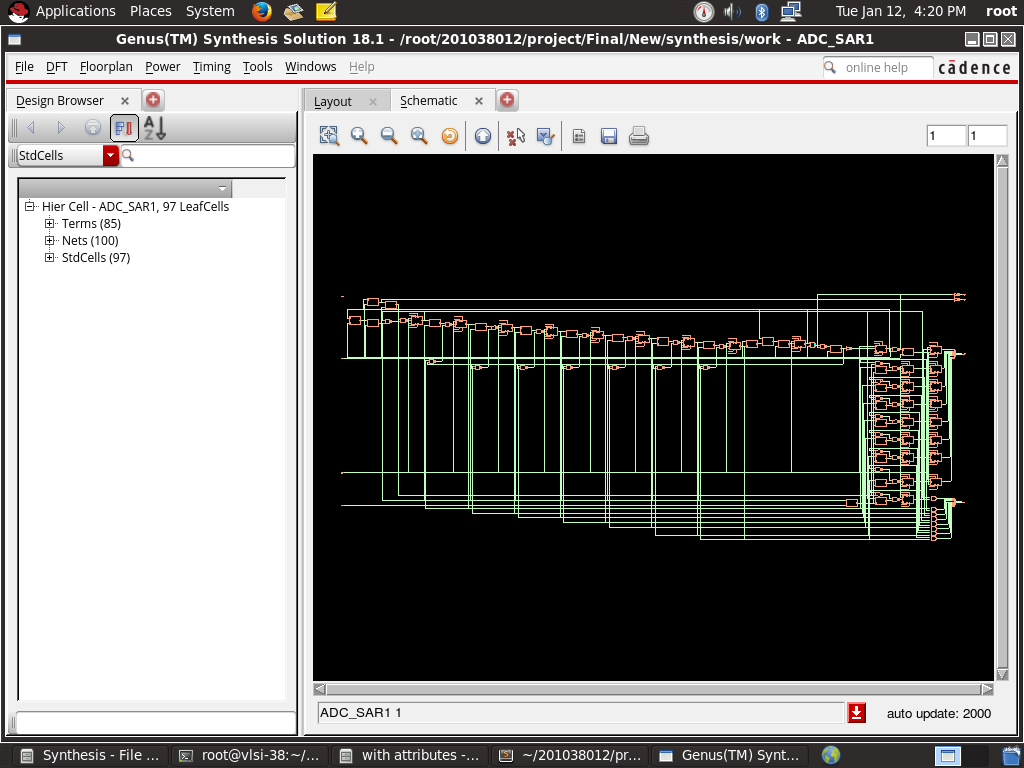 Applications Places System Tue Jan 12, 4:20 PM root
Genus(TM) Synthesis Solution 18.1 - /root/201038012/project/Final/New/synthesis/work - ADC_SAR1
File DFT Floorplan Power Timing Tools Windows Help online help cādence
Design Browser
Layout Schematic
1 1
StdCells
Hier Cell - ADC_SAR1, 97 LeafCells
Terms (85)
Nets (100)
StdCells (97)
ADC_SAR1 1 auto update: 2000
Synthesis - File ... root@vlsi-38:~/... with attributes -... ~/201038012/pr... Genus(TM) Synt...